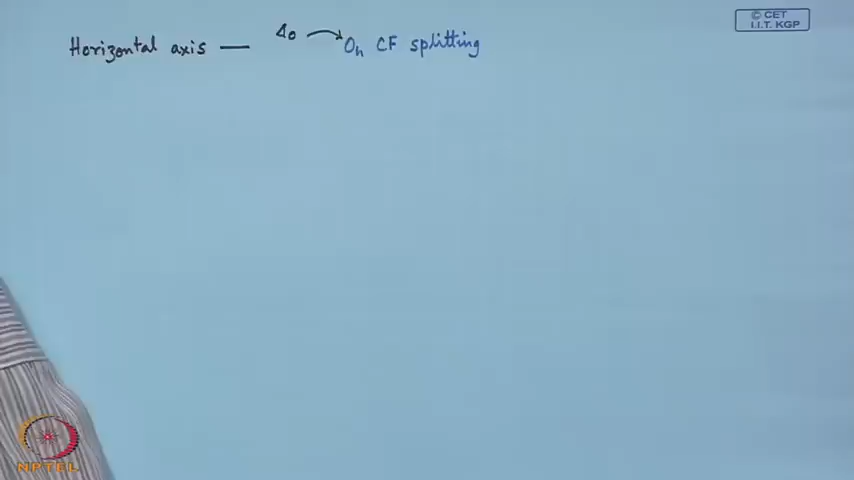 Horizontal axis — Δo → Oh CF splitting
© CET
I.I.T. KGP
NPTEL